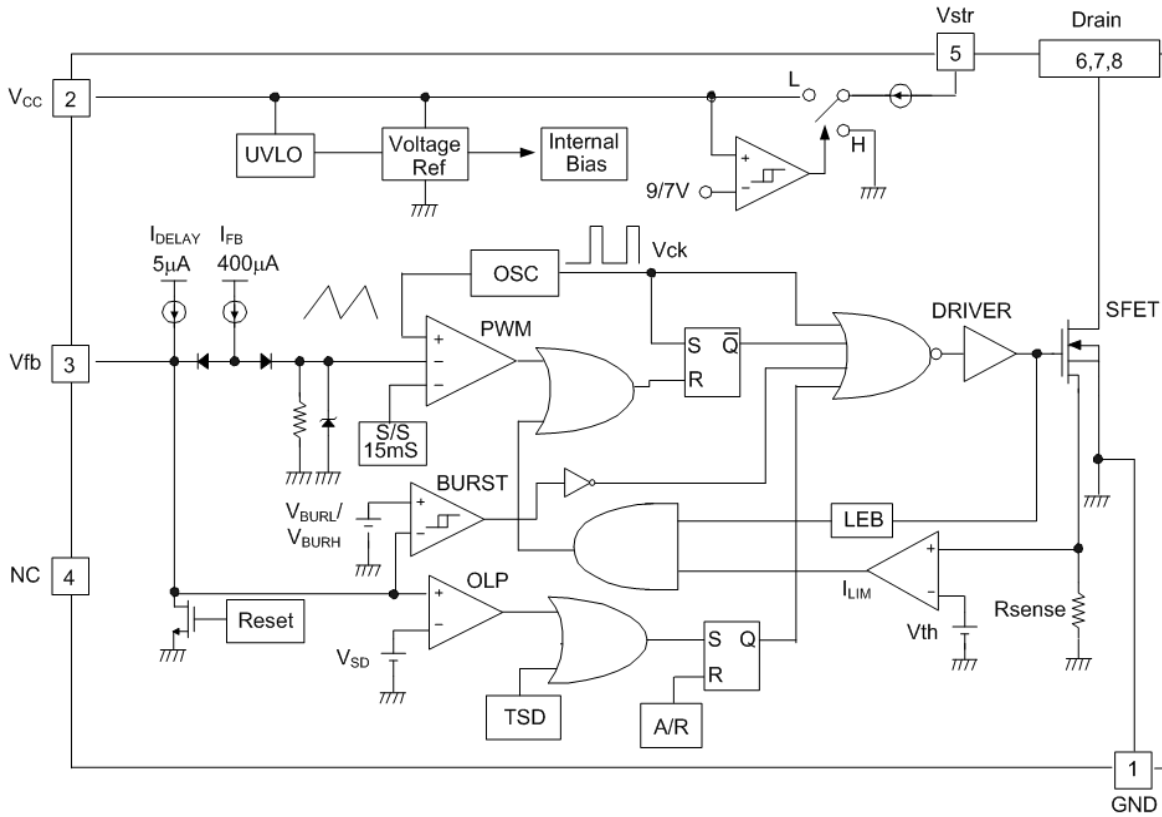 Vstr
Drain
5
6,7,8
VCC
2
L
H
UVLO
Voltage
Ref
Internal
Bias
+
−
9/7V
IDELAY
5μA
IFB
400μA
OSC
Vck
Vfb
3
PWM
+
−
−
S/S
15mS
S
Q̅
R
DRIVER
SFET
BURST
+
−
VBURL/
VBURH
LEB
NC
4
OLP
+
−
ILIM
+
−
Rsense
Vth
Reset
VSD
S
Q
R
TSD
A/R
1
GND